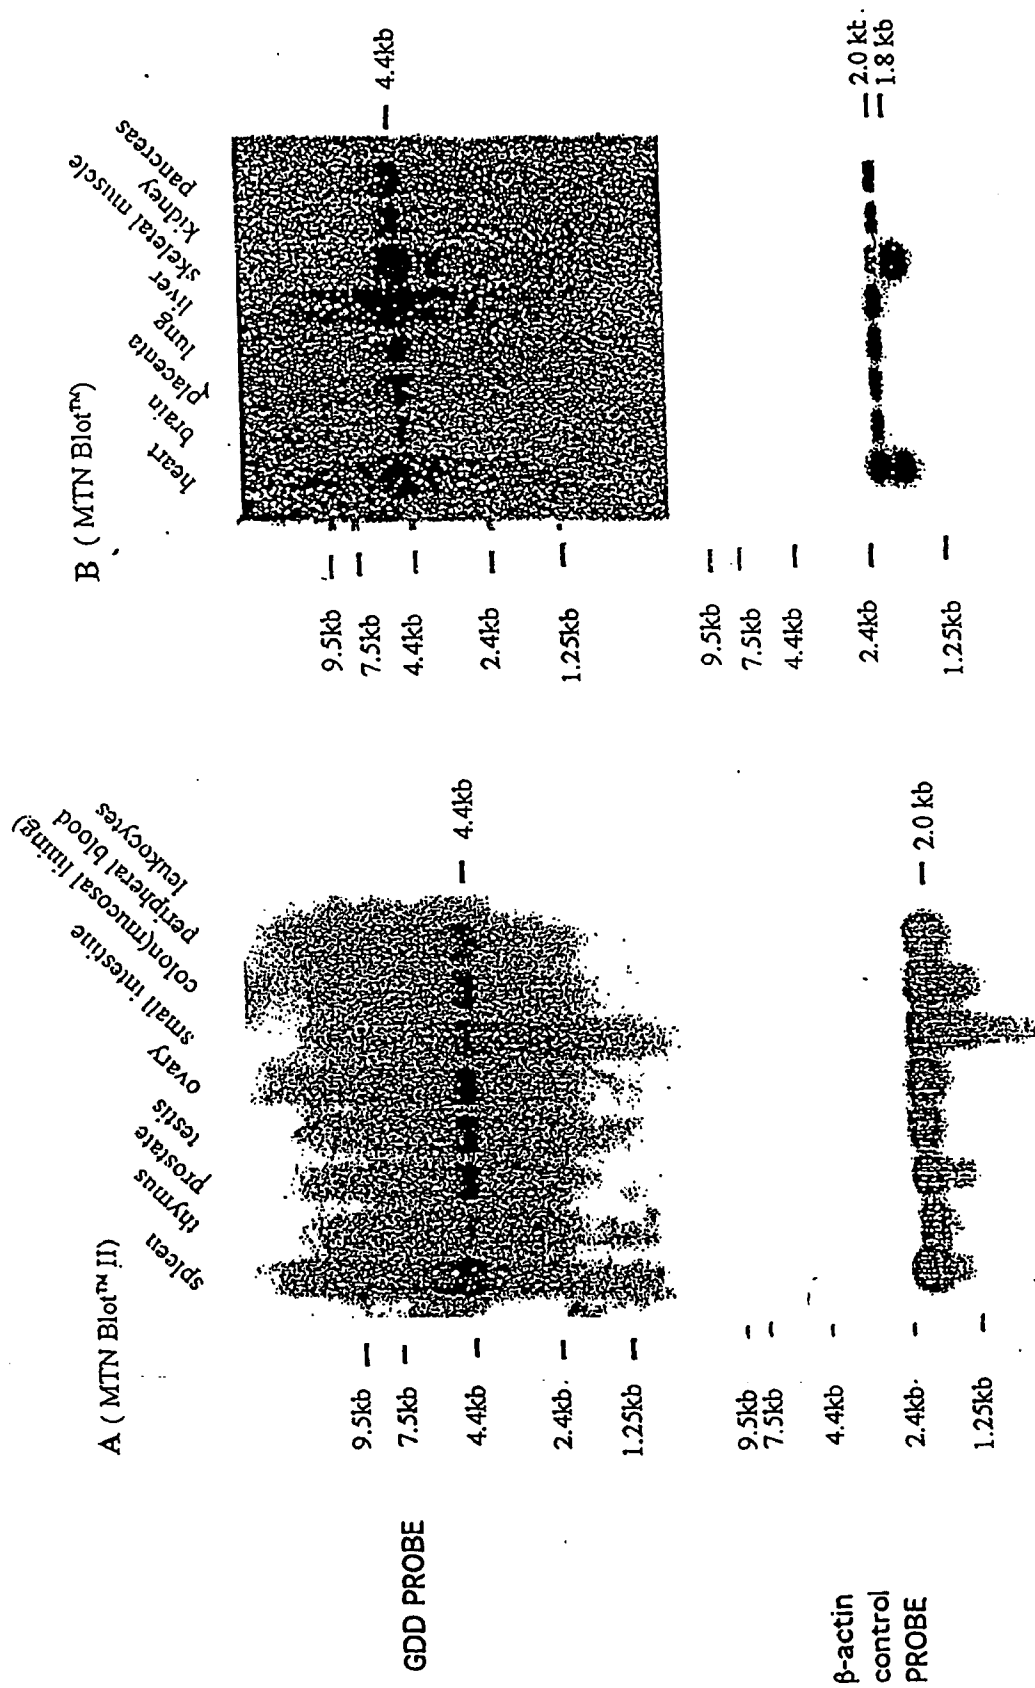 A ( MTN Blot™ II)
spleen
thymus
prostate
testis
ovary
small intestine
colon(mucosal lining)
peripheral blood
leukocytes
GDD PROBE
9.5kb
7.5kb
4.4kb
2.4kb.
1.25kb
4.4kb
β-actin
control
PROBE
9.5kb
7.5kb
4.4kb
2.4kb.
1.25kb
2.0 kb
B ( MTN Blot™)
heart
brain
placenta
lung
liver
skeletal muscle
kidney
pancreas
9.5kb
7.5kb
4.4kb
2.4kb
1.25kb
4.4kb
9.5kb
7.5kb
4.4kb
2.4kb
1.25kb
2.0 kt
1.8 kb